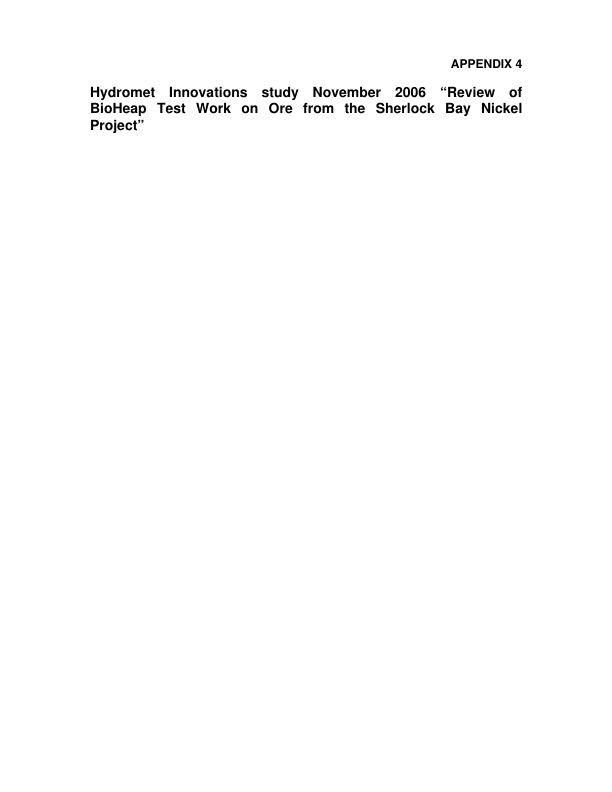 APPENDIX 4
Hydromet Innovations study November 2006 “Review of
BioHeap Test Work on Ore from the Sherlock Bay Nickel
Project”